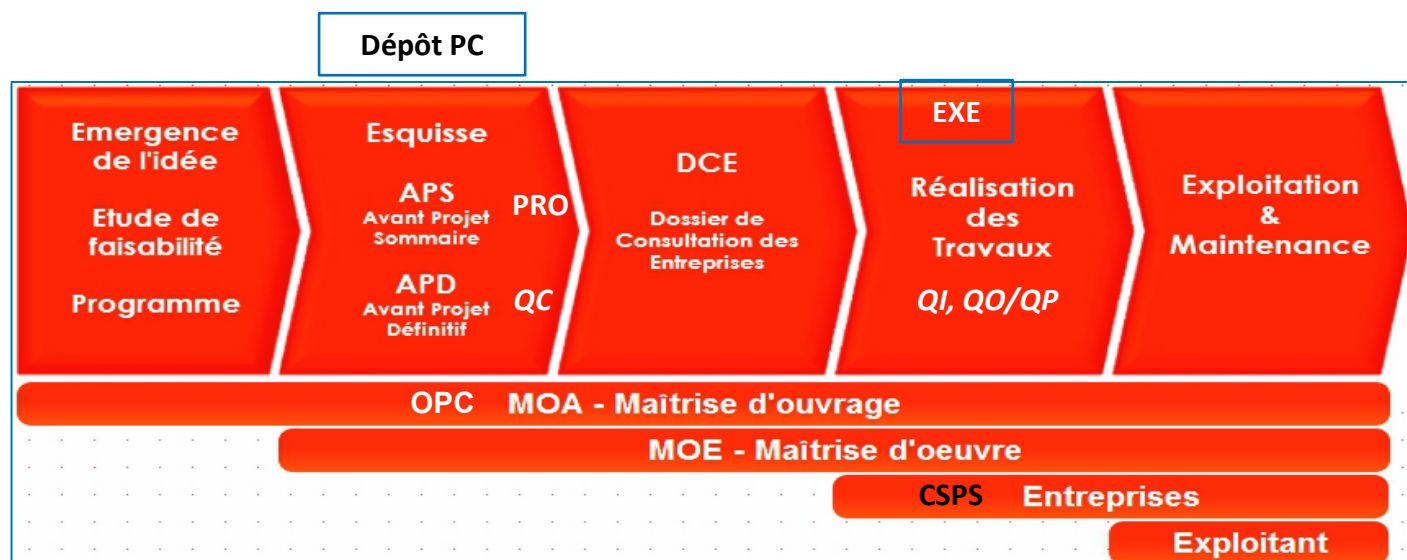 Dépôt PC
Emergence
de l'idée
Etude de
faisabilité
Programme
Esquisse
APS
Avant Projet
Sommaire
PRO
APD
Avant Projet
Définitif
QC
DCE
Dossier de
Consultation des
Entreprises
EXE
Réalisation
des
Travaux
QI, QO/QP
Exploitation
&
Maintenance
OPC MOA - Maîtrise d'ouvrage
MOE - Maîtrise d'oeuvre
CSPS Entreprises
Exploitant